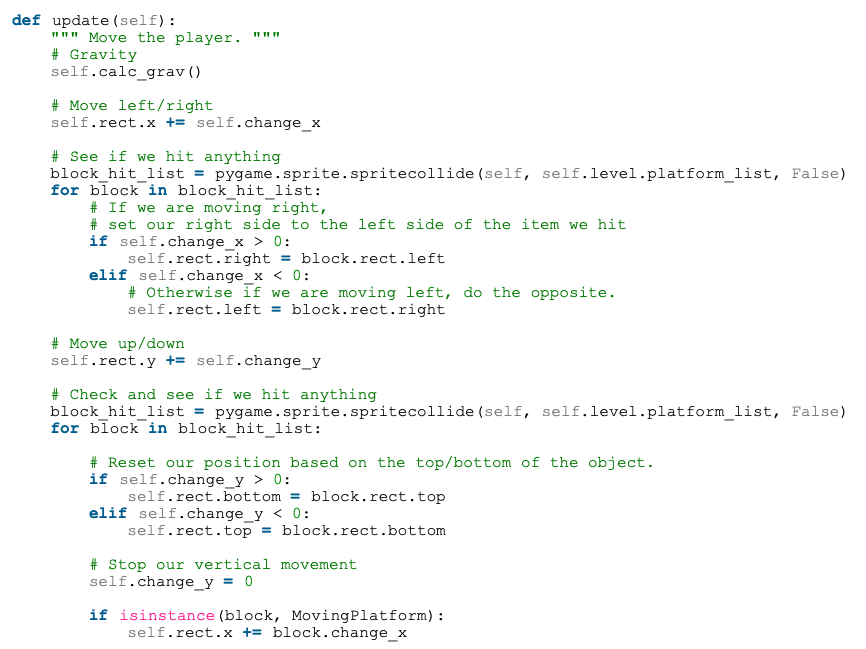 def update(self):
    """ Move the player. """
    # Gravity
    self.calc_grav()

    # Move left/right
    self.rect.x += self.change_x

    # See if we hit anything
    block_hit_list = pygame.sprite.spritecollide(self, self.level.platform_list, False)
    for block in block_hit_list:
        # If we are moving right,
        # set our right side to the left side of the item we hit
        if self.change_x > 0:
            self.rect.right = block.rect.left
        elif self.change_x < 0:
            # Otherwise if we are moving left, do the opposite.
            self.rect.left = block.rect.right

    # Move up/down
    self.rect.y += self.change_y

    # Check and see if we hit anything
    block_hit_list = pygame.sprite.spritecollide(self, self.level.platform_list, False)
    for block in block_hit_list:

        # Reset our position based on the top/bottom of the object.
        if self.change_y > 0:
            self.rect.bottom = block.rect.top
        elif self.change_y < 0:
            self.rect.top = block.rect.bottom

        # Stop our vertical movement
        self.change_y = 0

        if isinstance(block, MovingPlatform):
            self.rect.x += block.change_x